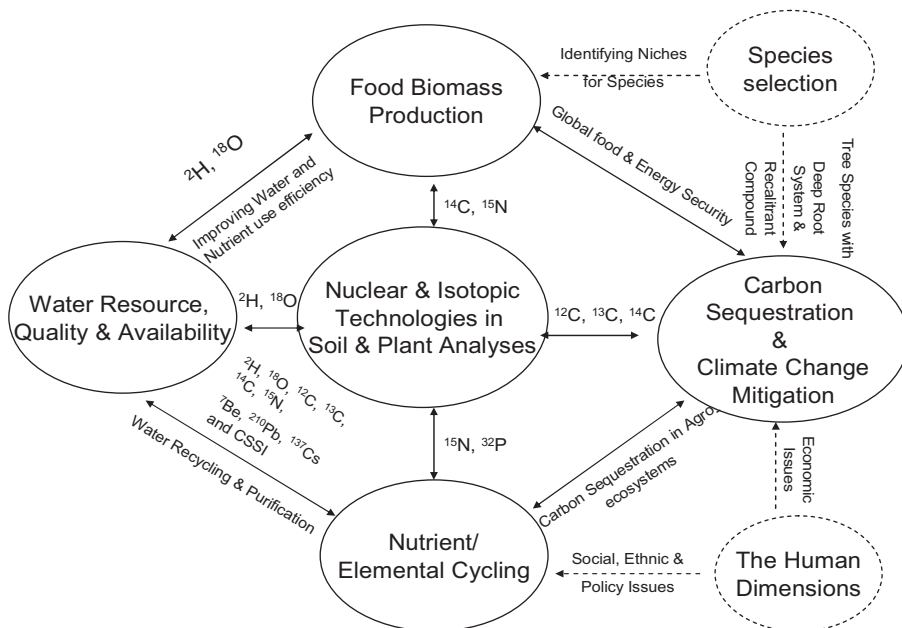 Food Biomass
Production
Identifying Niches
for Species
Species
selection
²H, ¹⁸O
Improving Water and
Nutrient use efficiency
Global food & Energy Security
Tree Species with
Deep Root
System &
Recalitrant
Compound
¹⁴C, ¹⁵N
Water Resource,
Quality & Availability
²H, ¹⁸O
Nuclear & Isotopic
Technologies in
Soil & Plant Analyses
¹²C, ¹³C, ¹⁴C
Carbon
Sequestration
&
Climate Change
Mitigation
²H, ¹⁸O, ¹²C, ¹³C,
¹⁴C, ¹⁵N,
⁷Be, ²¹⁰Pb, ¹³⁷Cs
and CSSI
Water Recycling & Purification
¹⁵N, ³²P
Carbon Sequestration in Agro
ecosystems
Economic
Issues
Nutrient/
Elemental Cycling
Social, Ethnic &
Policy Issues
The Human
Dimensions